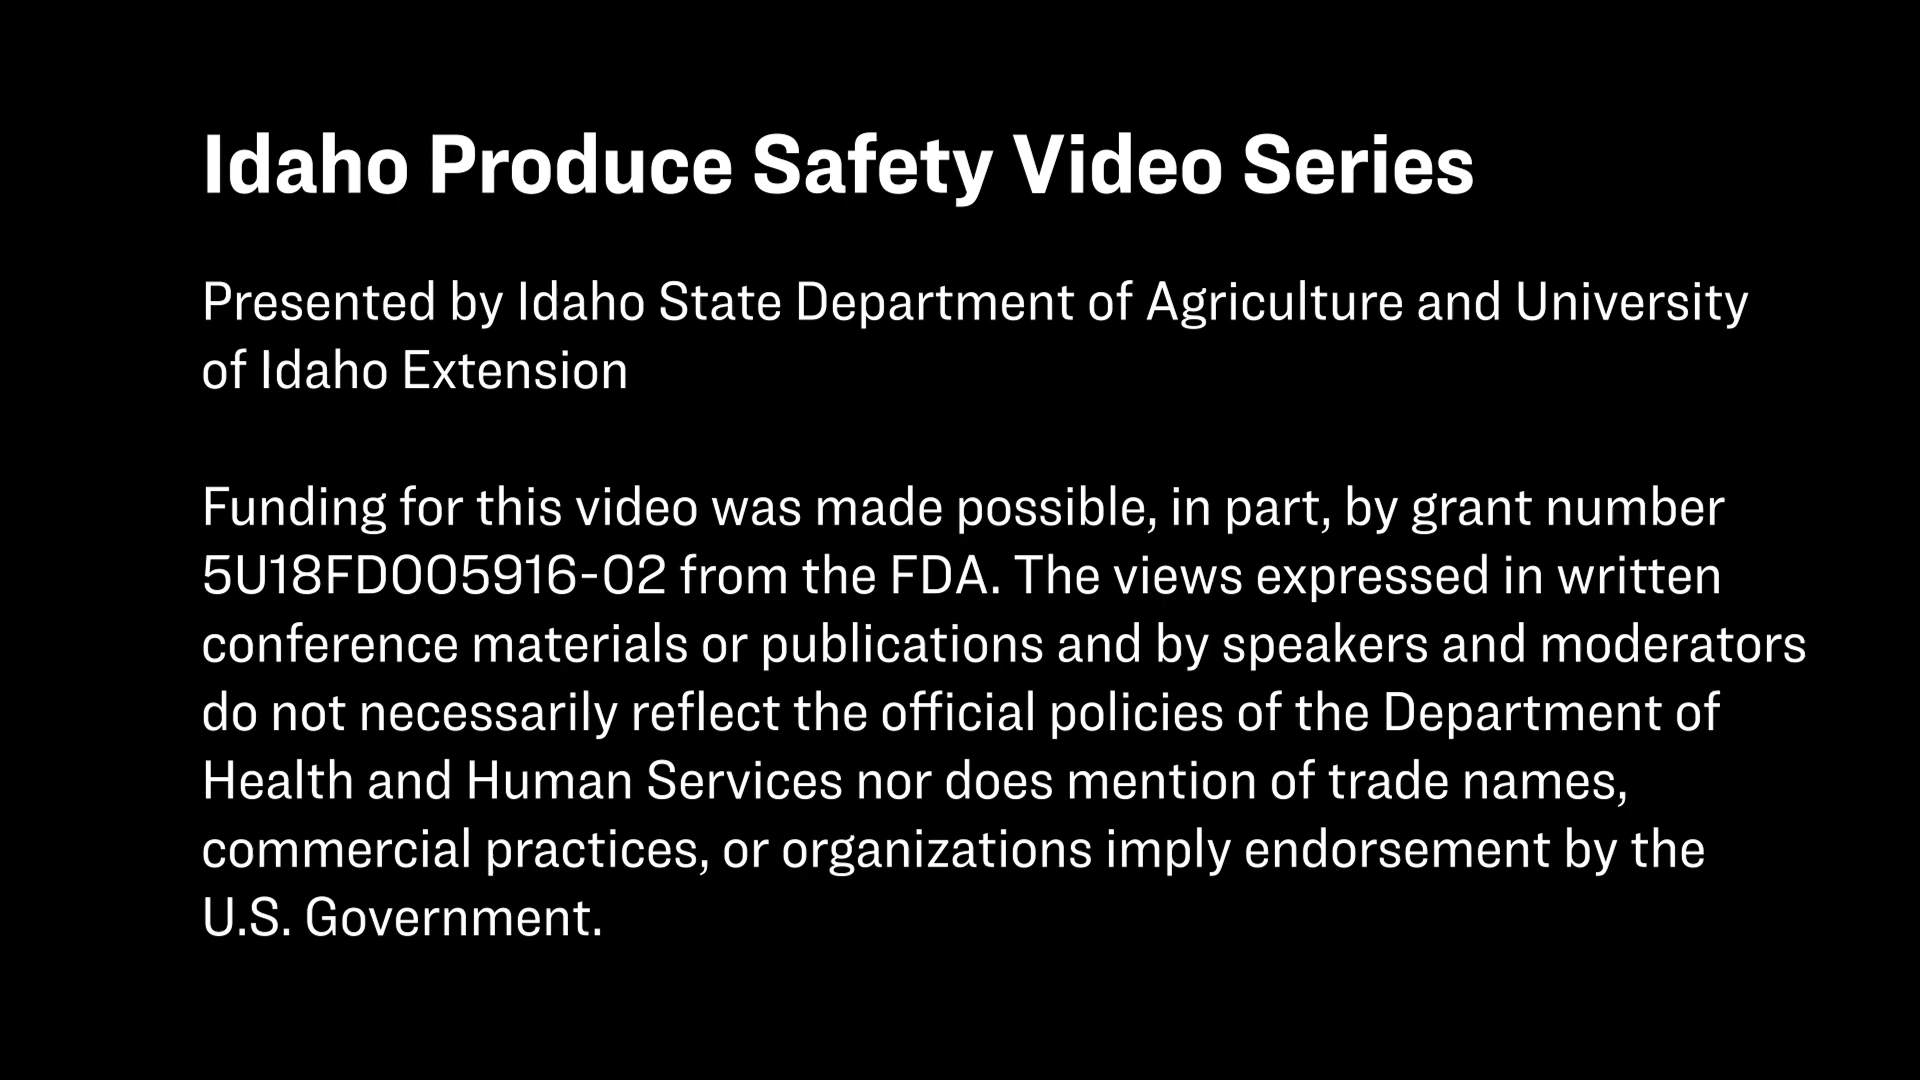 Idaho Produce Safety Video Series
Presented by Idaho State Department of Agriculture and University
of Idaho Extension
Funding for this video was made possible, in part, by grant number
5U18FD005916-02 from the FDA. The views expressed in written
conference materials or publications and by speakers and moderators
do not necessarily reflect the official policies of the Department of
Health and Human Services nor does mention of trade names,
commercial practices, or organizations imply endorsement by the
U.S. Government.